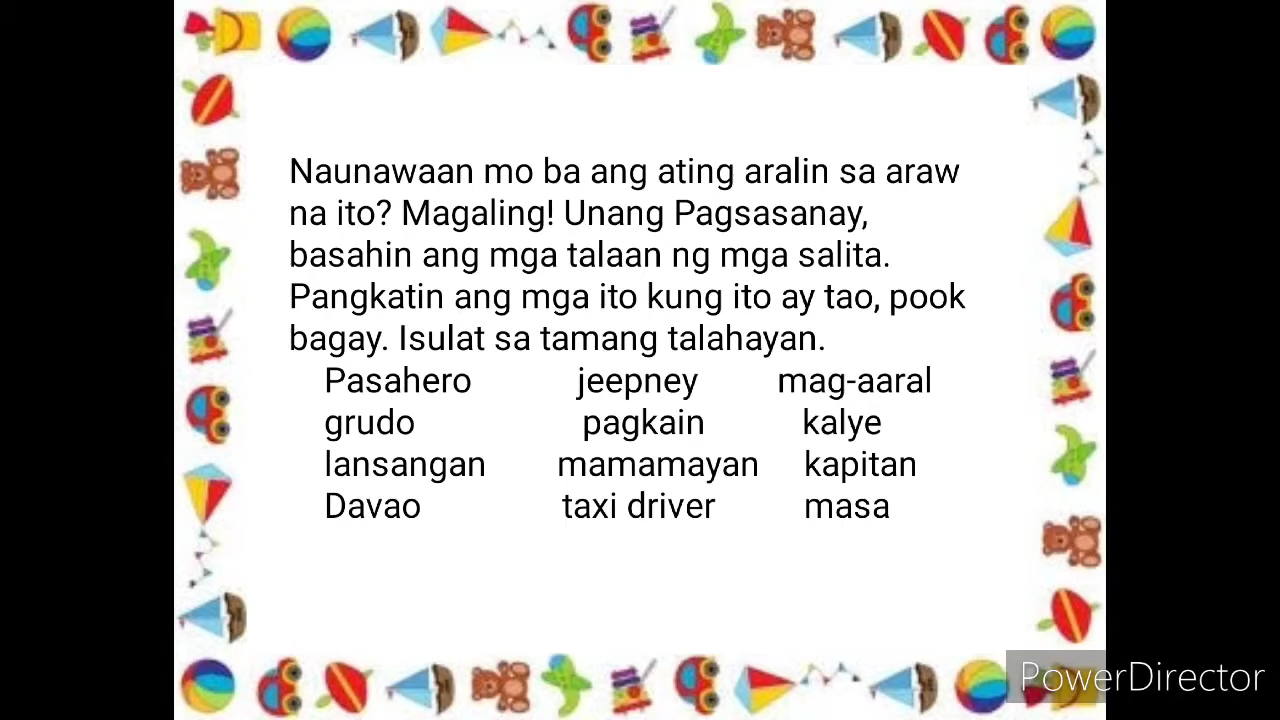 Naunawaan mo ba ang ating aralin sa araw
na ito? Magaling! Unang Pagsasanay,
basahin ang mga talaan ng mga salita.
Pangkatin ang mga ito kung ito ay tao, pook
bagay. Isulat sa tamang talahayan.
Pasahero jeepney mag-aaral
grudo pagkain kalye
lansangan mamamayan kapitan
Davao taxi driver masa
PowerDirector